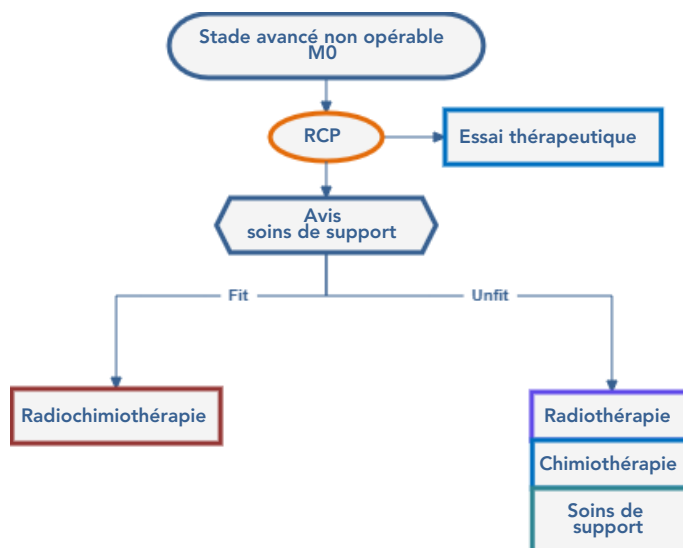 Stade avancé non opérable
M0
RCP
Essai thérapeutique
Avis
soins de support
Fit
Unfit
Radiochimiothérapie
Radiothérapie
Chimiothérapie
Soins de
support